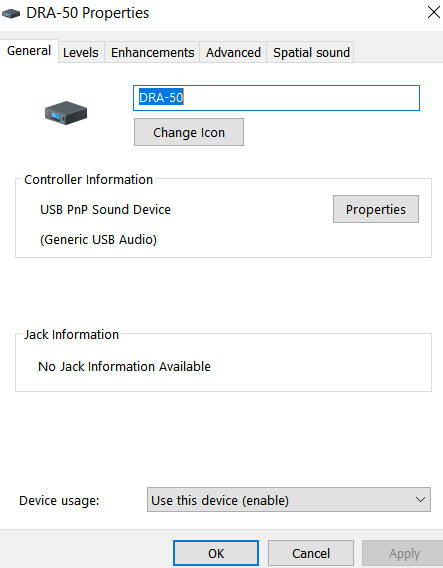 DRA-50 Properties
General Levels Enhancements Advanced Spatial sound
DRA-50
Change Icon
Controller Information
USB PnP Sound Device Properties
(Generic USB Audio)
Jack Information
No Jack Information Available
Device usage: Use this device (enable)
OK Cancel Apply